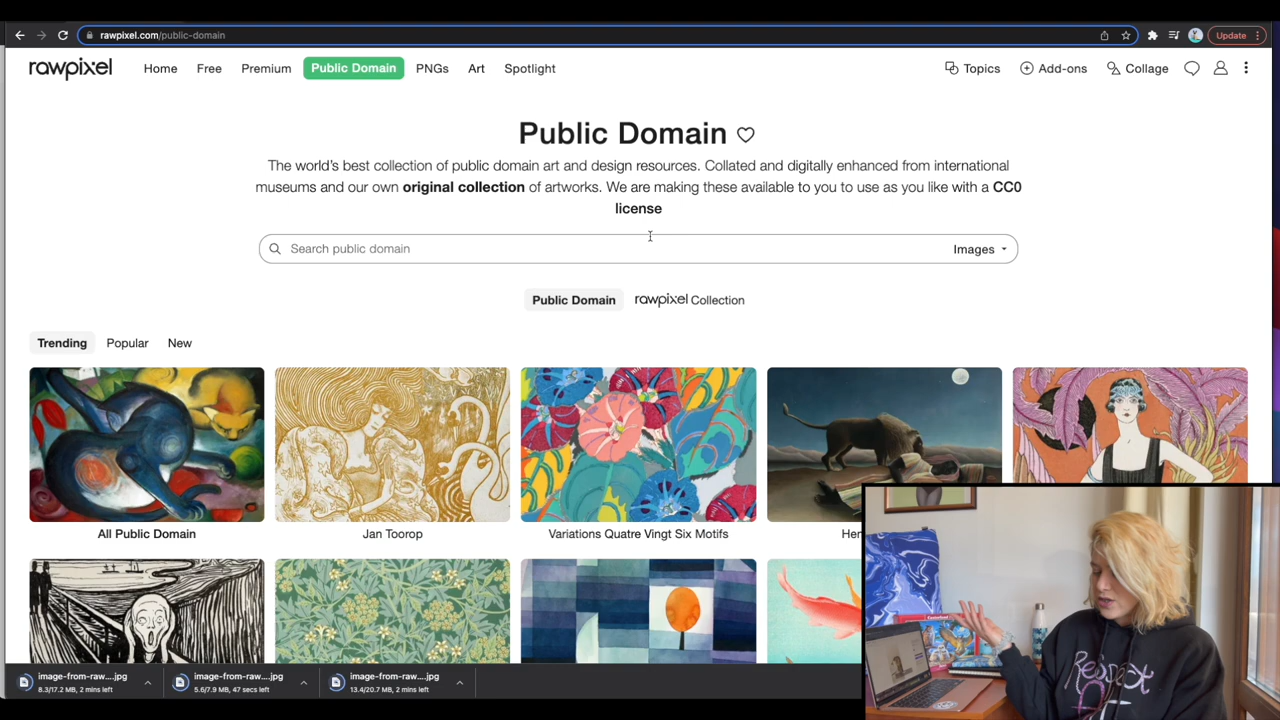 rawpixel.com/public-domain
Update
rawpixel
Home
Free
Premium
Public Domain
PNGs
Art
Spotlight
Topics
Add-ons
Collage
Public Domain
The world's best collection of public domain art and design resources. Collated and digitally enhanced from international
museums and our own original collection of artworks. We are making these available to you to use as you like with a CC0
license
Search public domain
Images
Public Domain
rawpixel Collection
Trending
Popular
New
All Public Domain
Jan Toorop
Variations Quatre Vingt Six Motifs
image-from-raw....jpg
8.3/17.2 MB, 2 mins left
image-from-raw....jpg
5.6/7.9 MB, 47 secs left
image-from-raw....jpg
13.4/20.7 MB, 2 mins left